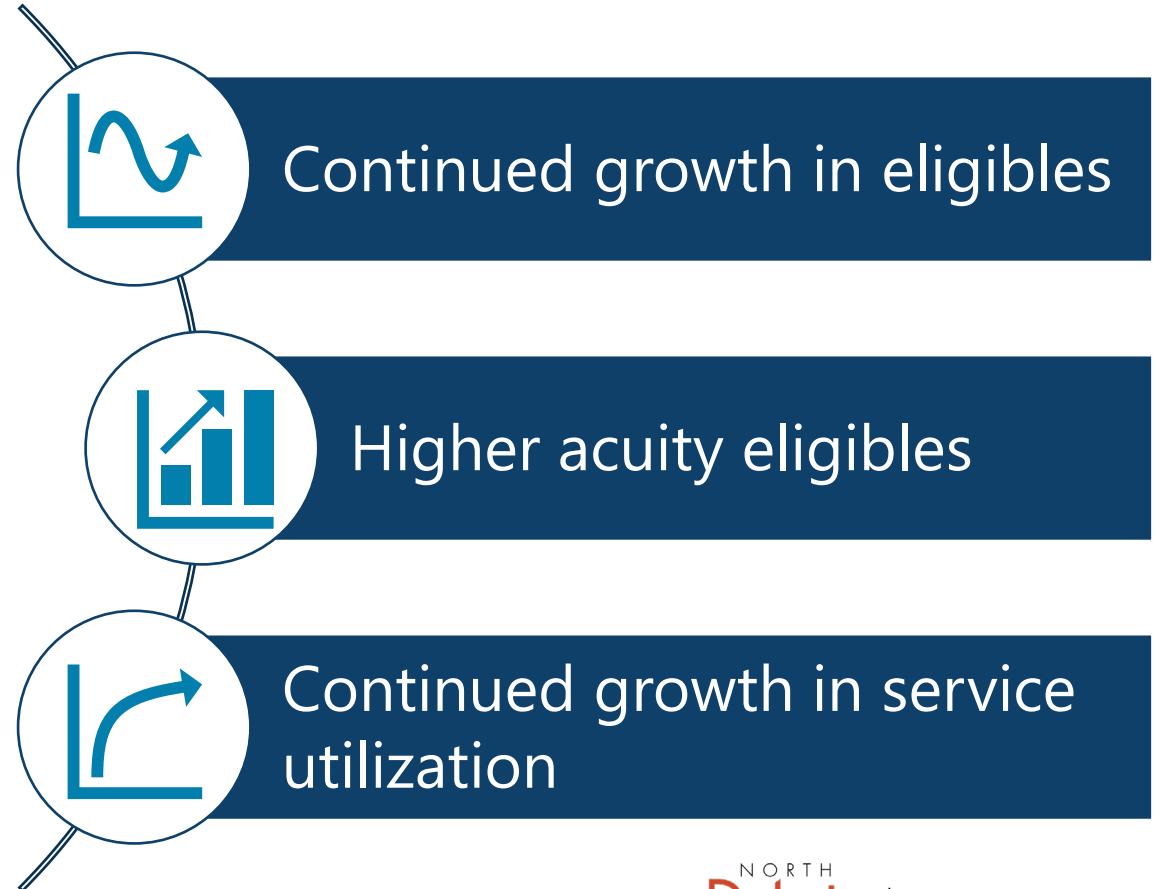 Continued growth in eligibles
Higher acuity eligibles
Continued growth in service
utilization
NORTH